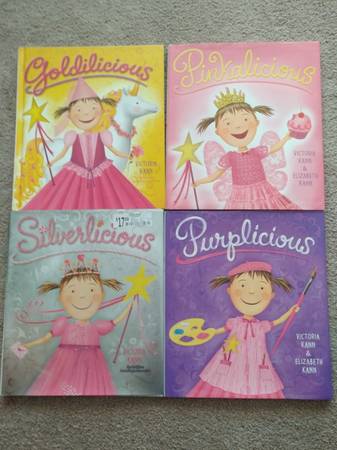 Goldilicious
VICTORIA
KANN
Pinkalicious
VICTORIA
KANN
&
ELIZABETH
KANN
Silverlicious
VICTORIA
KANN
Purplicious
VICTORIA
KANN
&
ELIZABETH
KANN